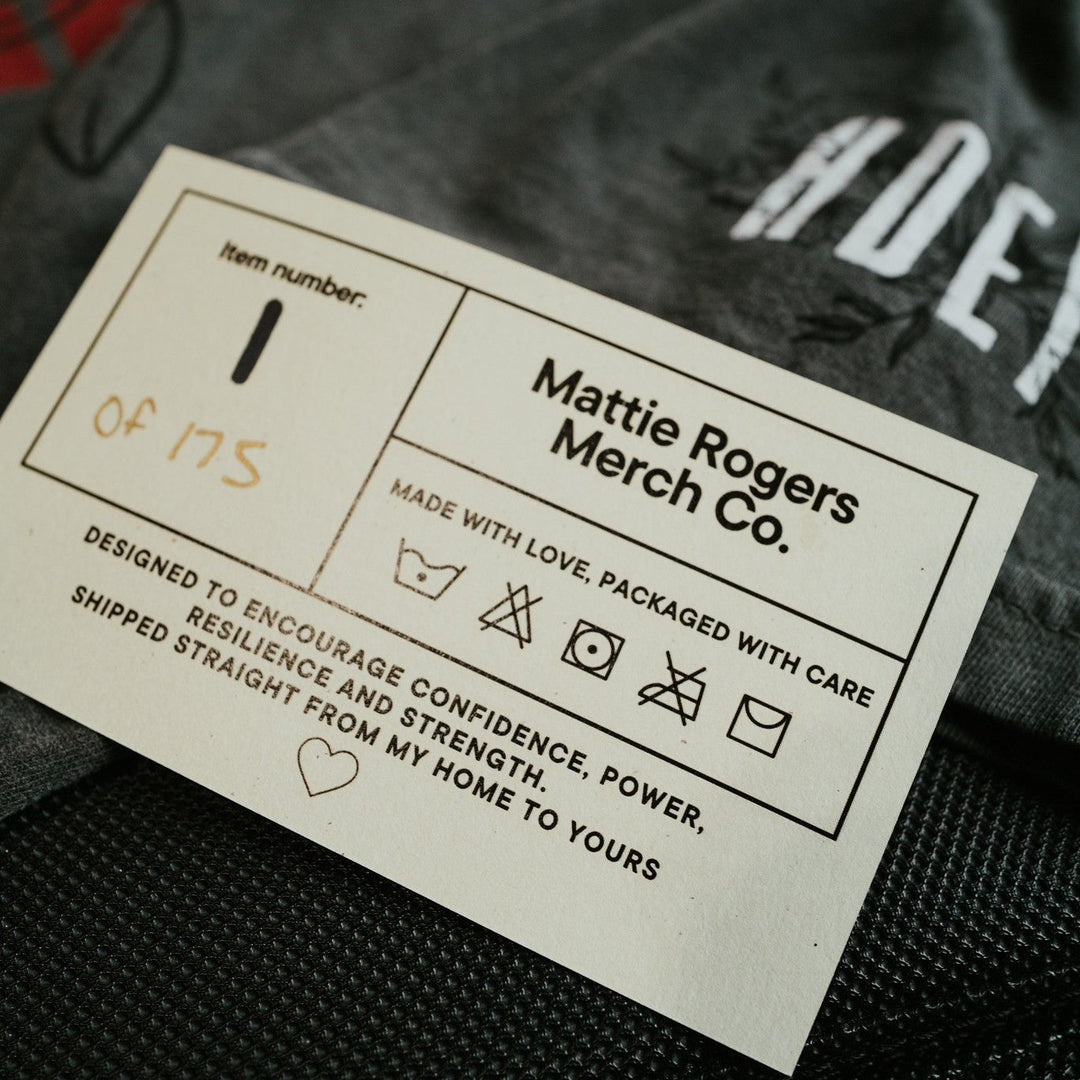 Item number:
1
of 175
Mattie Rogers
Merch Co.
MADE WITH LOVE, PACKAGED WITH CARE
DESIGNED TO ENCOURAGE CONFIDENCE, POWER,
RESILIENCE AND STRENGTH.
SHIPPED STRAIGHT FROM MY HOME TO YOURS